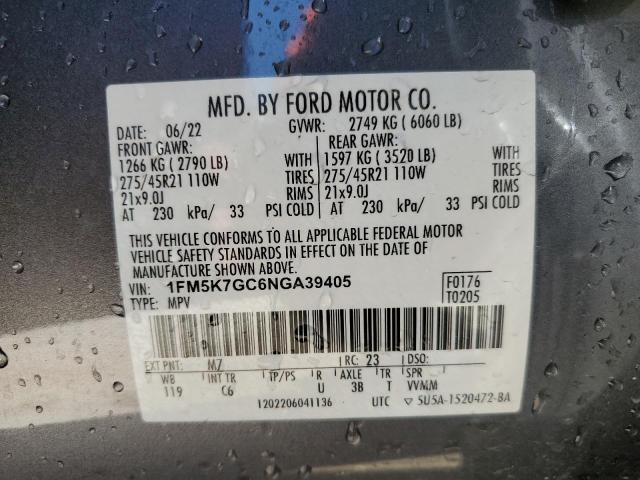 MFD. BY FORD MOTOR CO.
DATE: 06/22 GVWR: 2749 KG ( 6060 LB)
FRONT GAWR: REAR GAWR:
1266 KG ( 2790 LB) WITH 1597 KG ( 3520 LB) WITH
275/45R21 110W TIRES 275/45R21 110W TIRES
21x9.0J RIMS 21x9.0J RIMS
AT 230 kPa/ 33 PSI COLD AT 230 kPa/ 33 PSI COLD
THIS VEHICLE CONFORMS TO ALL APPLICABLE FEDERAL MOTOR
VEHICLE SAFETY STANDARDS IN EFFECT ON THE DATE OF
MANUFACTURE SHOWN ABOVE.
VIN: 1FM5K7GC6NGA39405 F0176
TYPE: MPV T0205
EXT PNT: M7 RC: 23 DSO:
WB INT TR TP/PS R AXLE TR SPR
119 C6 U 3B T VVMM
1202206041136 UTC ▽ 5U5A-1520472-BA